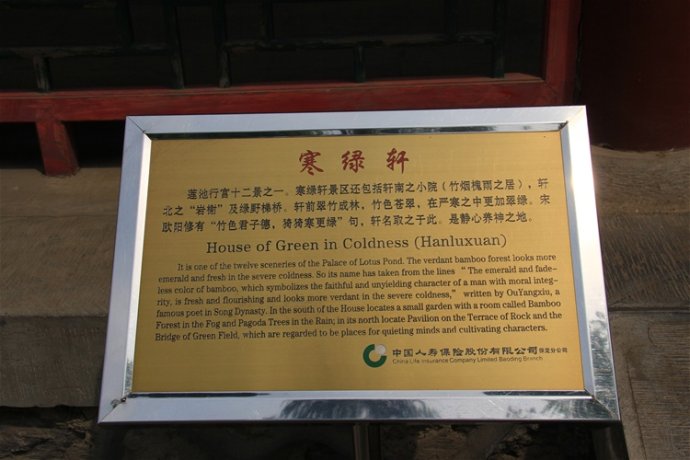 寒绿轩
莲池行宫十二景之一。寒绿轩景区还包括轩南之小院（竹烟槐雨之居），轩
北之“岩榭”及绿野梯桥。轩前翠竹成林，竹色苍翠，在严寒之中更加翠绿。宋
欧阳修有“竹色君子德，猗猗寒更绿”句，轩名取之于此。是静心养神之地。
House of Green in Coldness (Hanluxuan)
It is one of the twelve sceneries of the Palace of Lotus Pond. The verdant bamboo forest looks more
emerald and fresh in the severe coldness. So its name has taken from the lines “ The emerald and fade-
less color of bamboo, which symbolizes the faithful and unyielding character of a man with moral integ-
rity, is fresh and flourishing and looks more verdant in the severe coldness,” written by OuYangxiu, a
famous poet in Song Dynasty. In the south of the House locates a small garden with a room called Bamboo
Forest in the Fog and Pagoda Trees in the Rain; in its north locate Pavilion on the Terrace of Rock and the
Bridge of Green Field, which are regarded to be places for quieting minds and cultivating characters.
中国人寿保险股份有限公司保定分公司
China Life Insurance Company Limited Baoding Branch